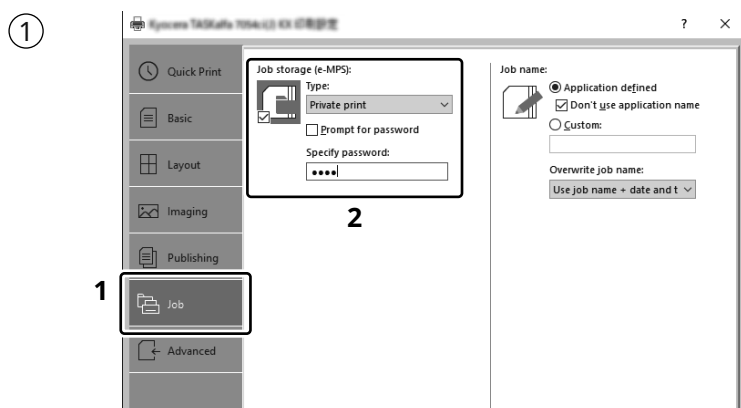 1
Quick Print
Basic
Layout
Imaging
Publishing
1
Job
Advanced
Job storage (e-MPS):
Type:
Private print
Prompt for password
Specify password:
••••
2
Job name:
Application defined
Don't use application name
Custom:
Overwrite job name:
Use job name + date and t
?